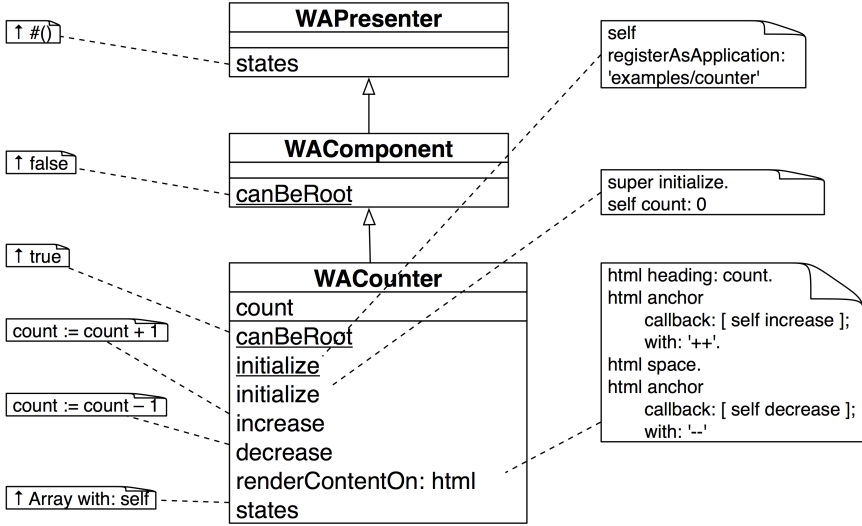 WAPresenter
states
↑ #()
WAComponent
canBeRoot
↑ false
WACounter
count
canBeRoot
initialize
initialize
increase
decrease
renderContentOn: html
states
↑ true
count := count + 1
count := count – 1
↑ Array with: self
self
registerAsApplication:
'examples/counter'
super initialize.
self count: 0
html heading: count.
html anchor
callback: [ self increase ];
with: '++'.
html space.
html anchor
callback: [ self decrease ];
with: '--'